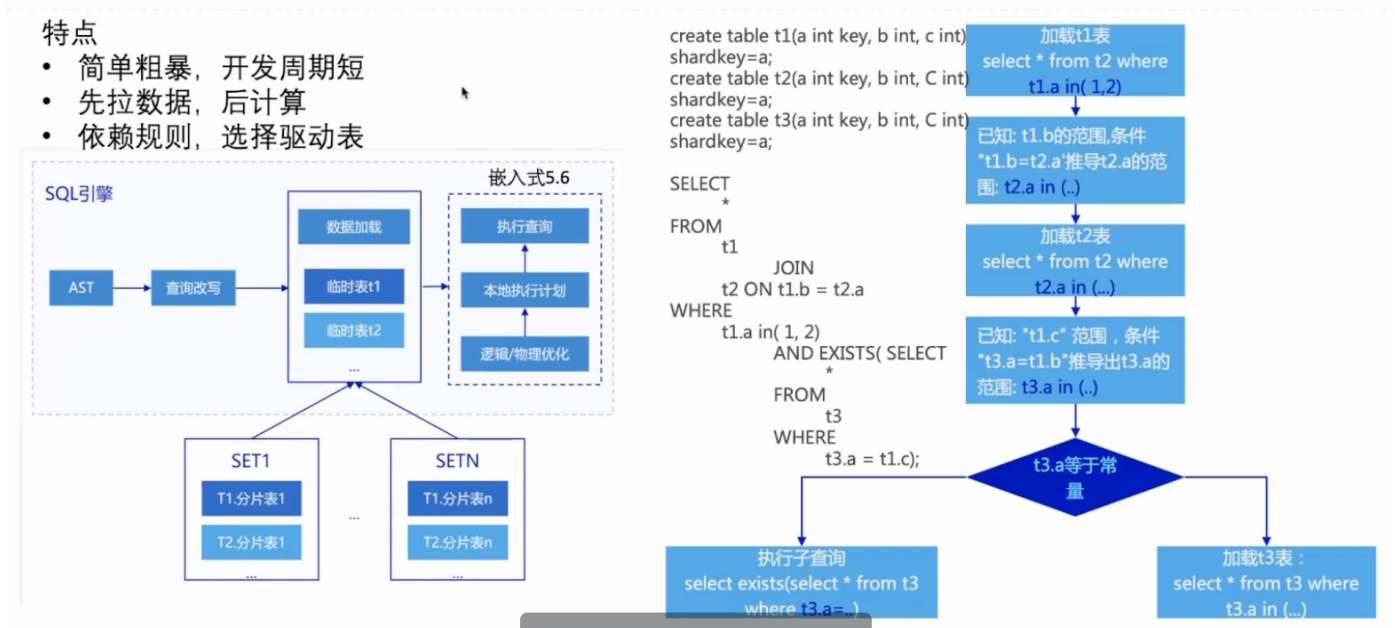 特点
• 简单粗暴，开发周期短
• 先拉数据，后计算
• 依赖规则，选择驱动表
SQL引擎
嵌入式5.6
AST
查询改写
数据加载
临时表t1
临时表t2
...
执行查询
本地执行计划
逻辑/物理优化
SET1
T1.分片表1
T2.分片表1
...
...
SETN
T1.分片表n
T2.分片表n
...
create table t1(a int key, b int, c int)
shardkey=a;
create table t2(a int key, b int, C int)
shardkey=a;
create table t3(a int key, b int, C int)
shardkey=a;
SELECT
*
FROM
t1
JOIN
t2 ON t1.b = t2.a
WHERE
t1.a in( 1, 2)
AND EXISTS( SELECT
*
FROM
t3
WHERE
t3.a = t1.c);
加载t1表
select * from t2 where
t1.a in( 1,2)
已知: t1.b的范围,条件
"t1.b=t2.a'推导t2.a的范
围: t2.a in (..)
加载t2表
select * from t2 where
t2.a in (...)
已知: "t1.c" 范围，条件
"t3.a=t1.b"推导出t3.a的
范围: t3.a in (..)
t3.a等于常
量
执行子查询
select exists(select * from t3
where t3.a=..)
加载t3表：
select * from t3 where
t3.a in (...)